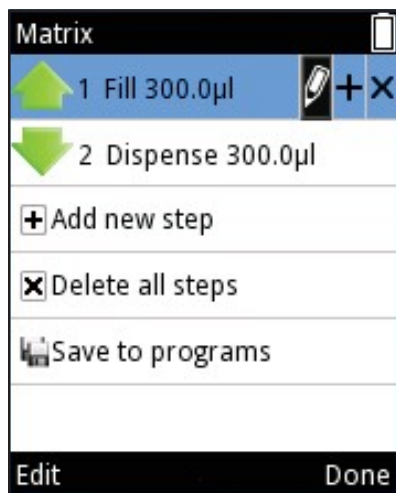 Matrix
1 Fill 300.0µl
2 Dispense 300.0µl
Add new step
Delete all steps
Save to programs
Edit Done